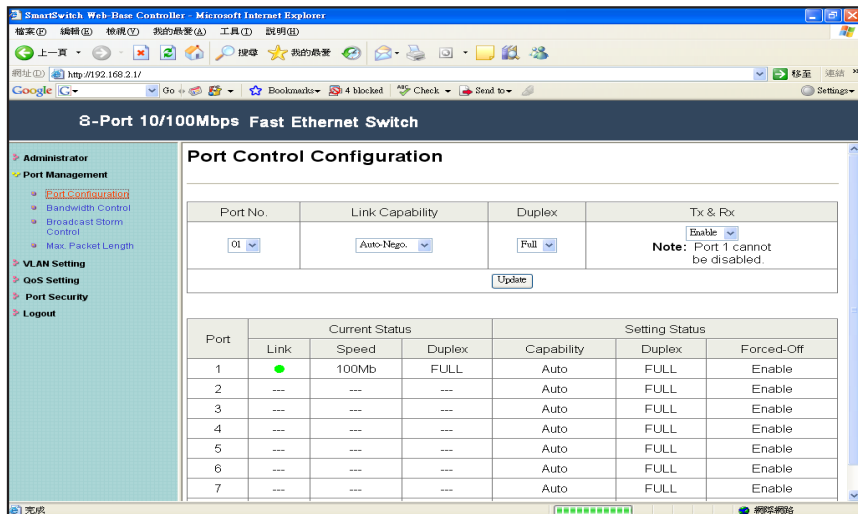 SmartSwitch Web-Base Controller - Microsoft Internet Explorer
檔案(F) 編輯(E) 檢視(V) 我的最愛(A) 工具(T) 說明(H)
上一頁 搜尋 我的最愛
網址(D) http://192.168.2.1/ 移至 連結 »
Google G Go Bookmarks 4 blocked ABC Check Send to Settings
8-Port 10/100Mbps Fast Ethernet Switch
Administrator
Port Management
Port Configuration
Bandwidth Control
Broadcast Storm
Control
Max. Packet Length
VLAN Setting
QoS Setting
Port Security
Logout
Port Control Configuration
Port No. Link Capability Duplex Tx & Rx
01 Auto-Nego. Full Enable
Note: Port 1 cannot
be disabled.
Update
Port Current Status Setting Status
Link Speed Duplex Capability Duplex Forced-Off
1 100Mb FULL Auto FULL Enable
2 --- --- --- Auto FULL Enable
3 --- --- --- Auto FULL Enable
4 --- --- --- Auto FULL Enable
5 --- --- --- Auto FULL Enable
6 --- --- --- Auto FULL Enable
7 --- --- --- Auto FULL Enable
完成 網際網路